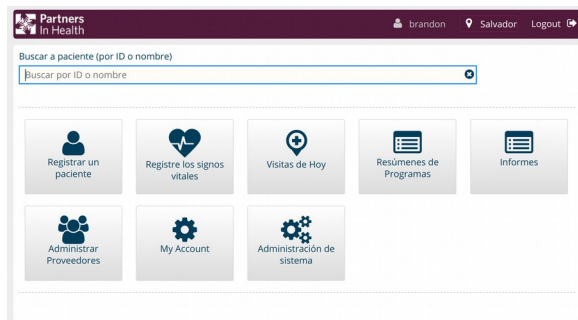 Partners
In Health
brandon
Salvador
Logout
Buscar a paciente (por ID o nombre)
Buscar por ID o nombre
Registrar un
paciente
Registre los signos
vitales
Visitas de Hoy
Resúmenes de
Programas
Informes
Administrar
Proveedores
My Account
Administración de
sistema